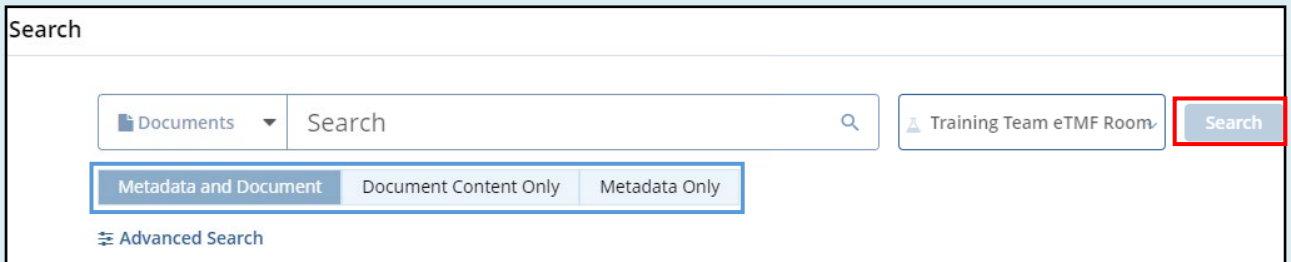 Search
Documents Search Training Team eTMF Room Search
Metadata and Document Document Content Only Metadata Only
Advanced Search